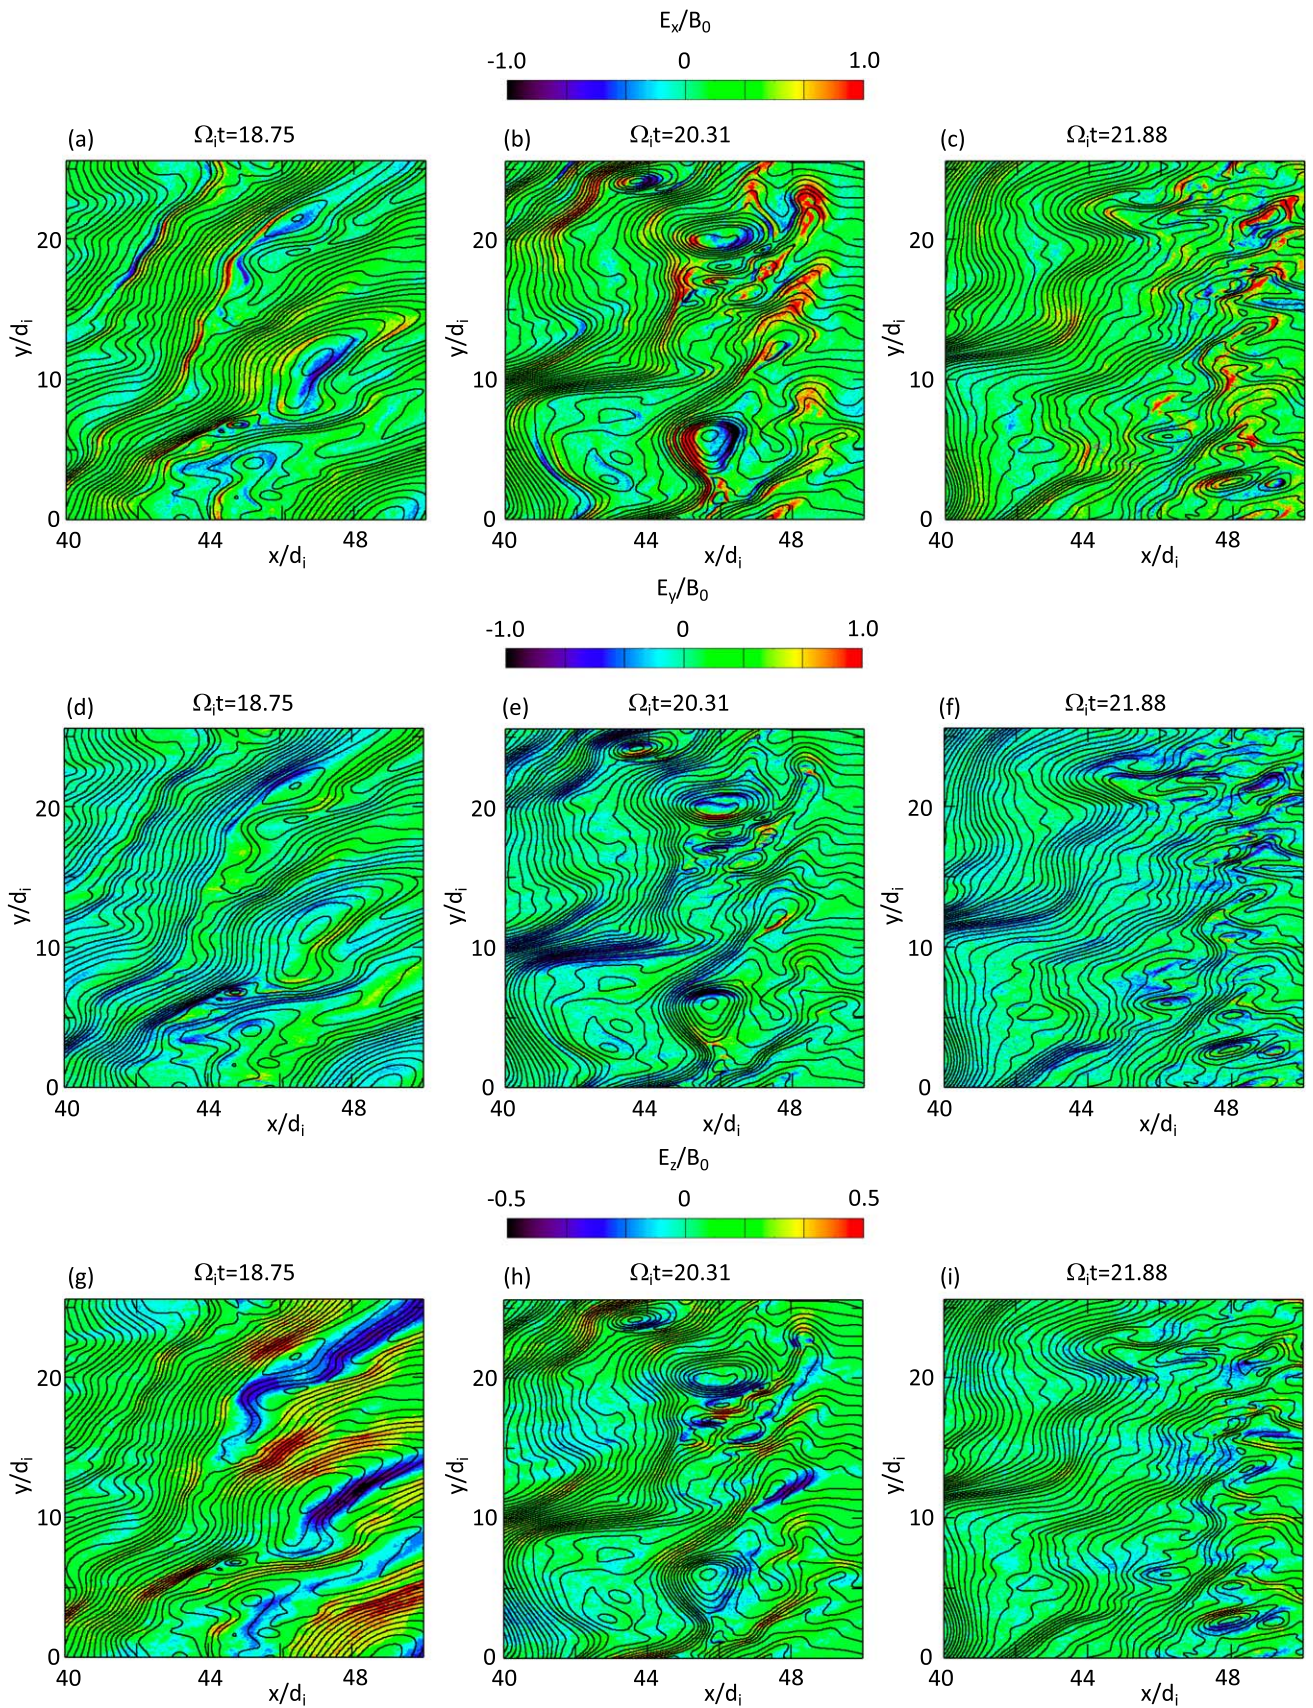 Eₓ/B₀
-1.0 0 1.0
(a) Ωᵢt=18.75 (b) Ωᵢt=20.31 (c) Ωᵢt=21.88
20 20 20
y/dᵢ y/dᵢ y/dᵢ
10 10 10
0 0 0
40 44 48 40 44 48 40 44 48
x/dᵢ x/dᵢ x/dᵢ
E_y/B₀
-1.0 0 1.0
(d) Ωᵢt=18.75 (e) Ωᵢt=20.31 (f) Ωᵢt=21.88
20 20 20
y/dᵢ y/dᵢ y/dᵢ
10 10 10
0 0 0
40 44 48 40 44 48 40 44 48
x/dᵢ x/dᵢ x/dᵢ
E_z/B₀
-0.5 0 0.5
(g) Ωᵢt=18.75 (h) Ωᵢt=20.31 (i) Ωᵢt=21.88
20 20 20
y/dᵢ y/dᵢ y/dᵢ
10 10 10
0 0 0
40 44 48 40 44 48 40 44 48
x/dᵢ x/dᵢ x/dᵢ